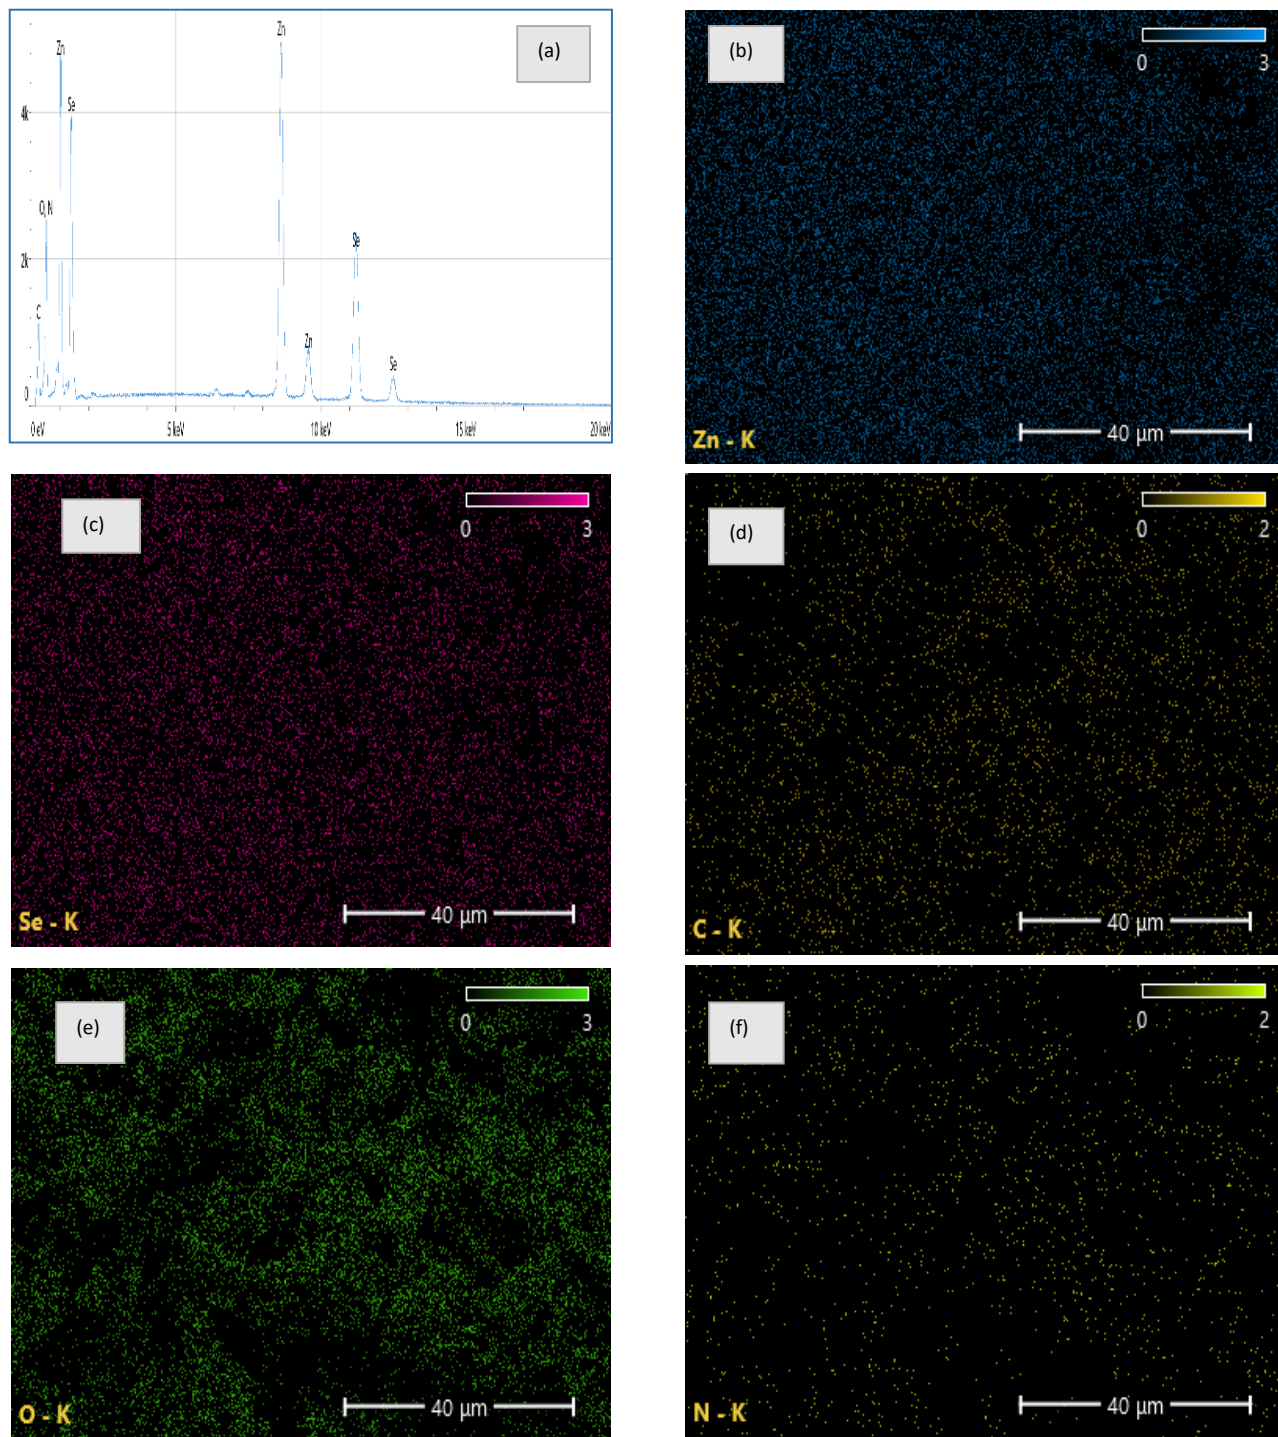 (a)
Zn
Zn
Se
4k
O, N
Se
2k
C
Zn
Se
0
0 eV 5 keV 10 keV 15 keV 20 keV
(b)
0 3
40 µm
Zn - K
(c)
0 3
40 µm
Se - K
(d)
0 2
40 µm
C - K
(e)
0 3
40 µm
O - K
(f)
0 2
40 µm
N - K